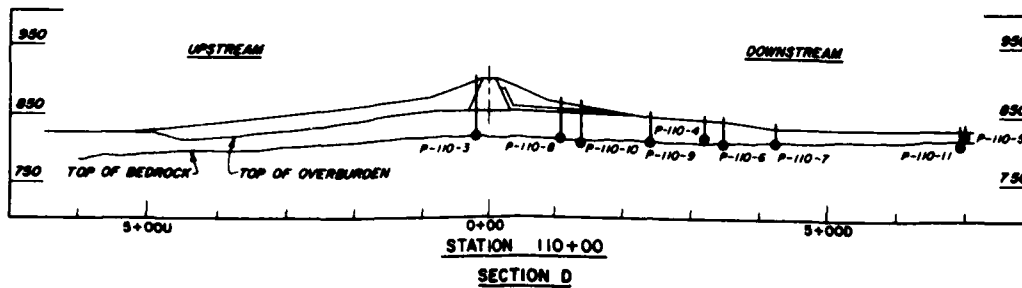 950
UPSTREAM
DOWNSTREAM
950
850
850
P-110-4
P-110-5
P-110-3
P-110-8
P-110-10
P-110-9
P-110-6
P-110-7
P-110-11
TOP OF BEDROCK
TOP OF OVERBURDEN
750
750
5+00U
0+00
5+00D
STATION 110+00
SECTION D